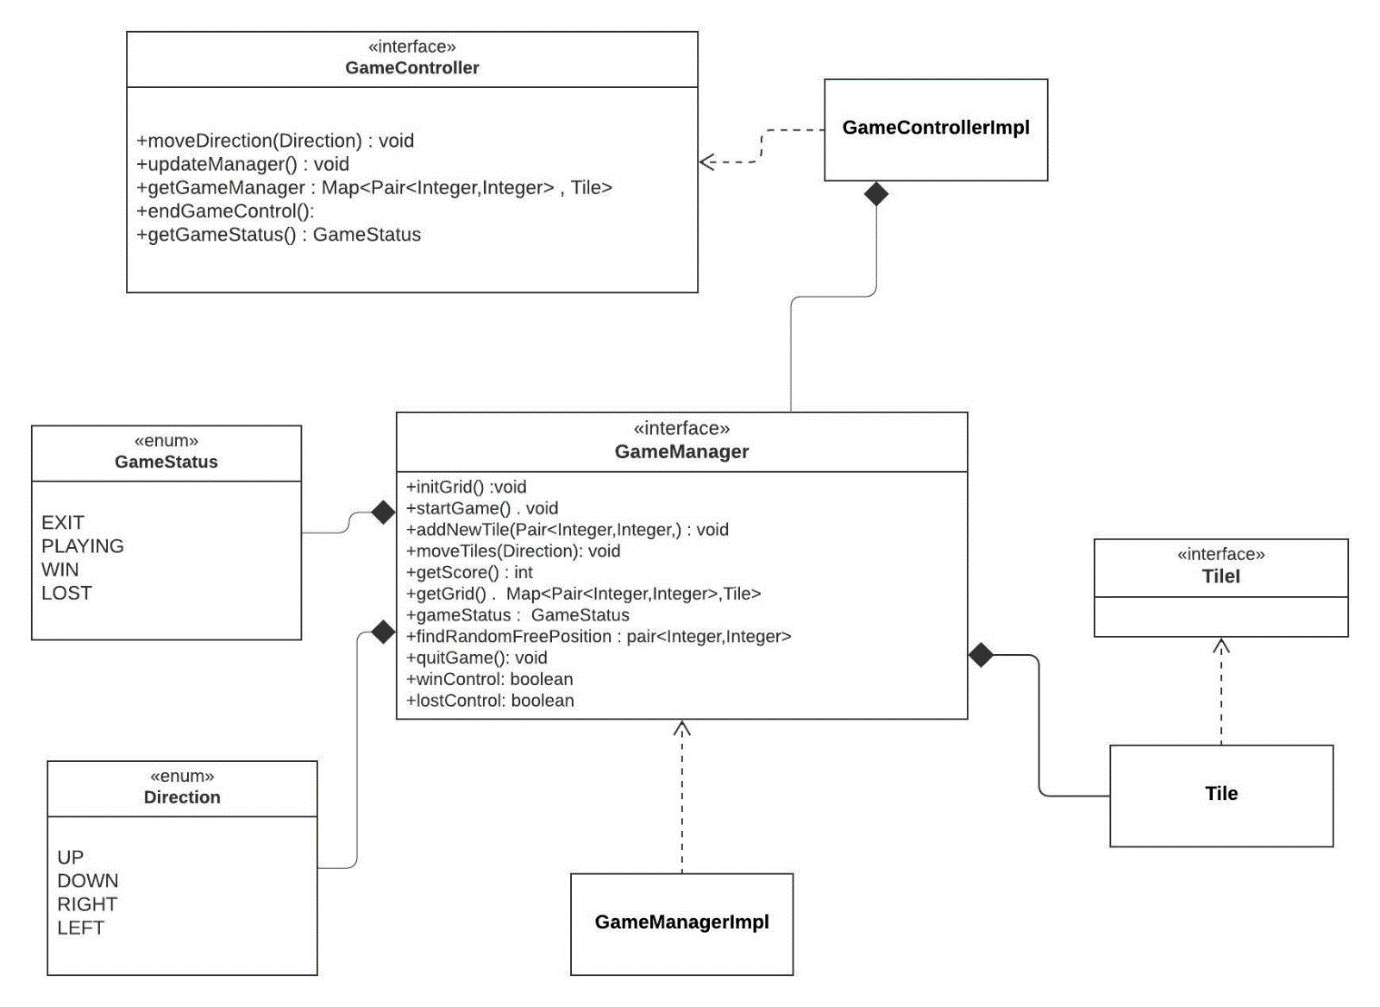 «interface»
GameController
+moveDirection(Direction) : void
+updateManager() : void
+getGameManager : Map<Pair<Integer,Integer> , Tile>
+endGameControl():
+getGameStatus() : GameStatus
GameControllerImpl
«enum»
GameStatus
EXIT
PLAYING
WIN
LOST
«interface»
GameManager
+initGrid() :void
+startGame() . void
+addNewTile(Pair<Integer,Integer,) : void
+moveTiles(Direction): void
+getScore() : int
+getGrid() .  Map<Pair<Integer,Integer>,Tile>
+gameStatus :  GameStatus
+findRandomFreePosition : pair<Integer,Integer>
+quitGame(): void
+winControl: boolean
+lostControl: boolean
«interface»
TileI
«enum»
Direction
UP
DOWN
RIGHT
LEFT
Tile
GameManagerImpl